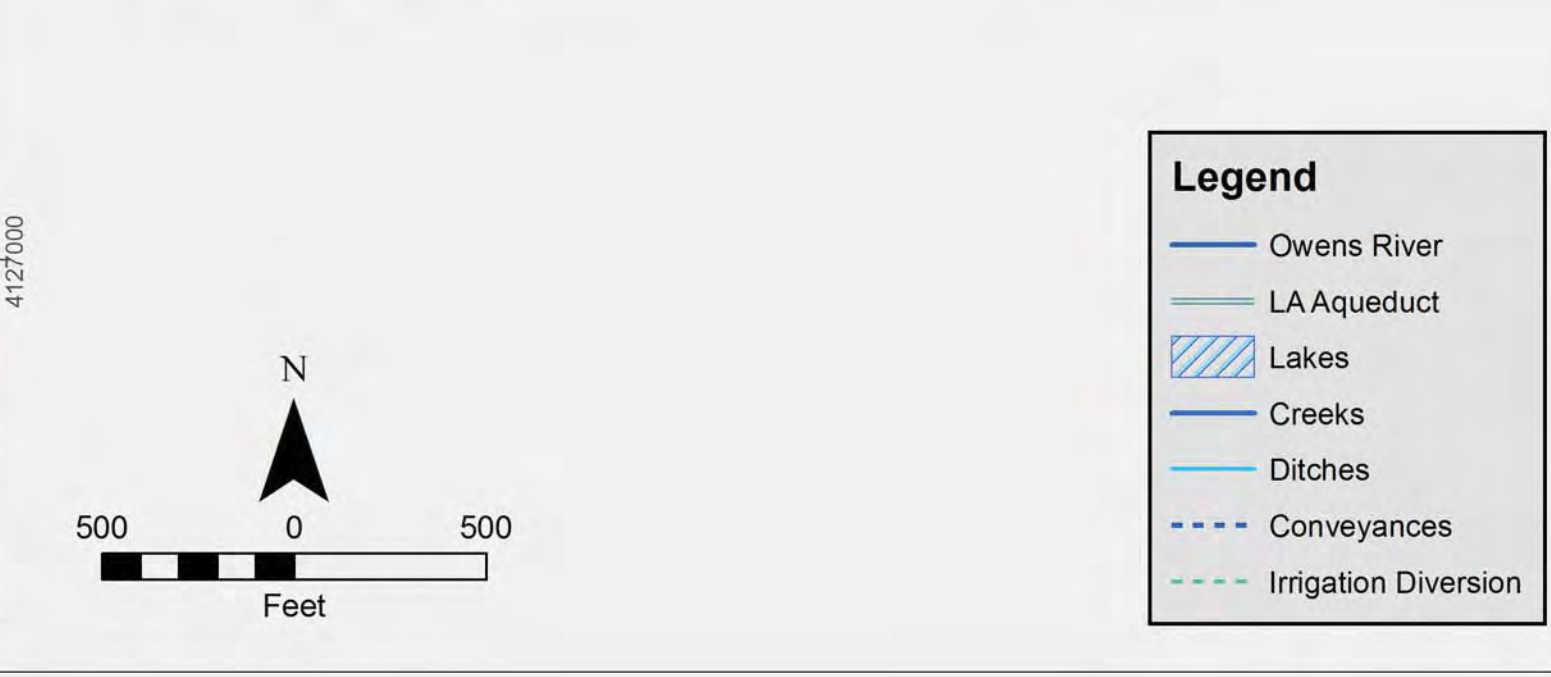 4127000
N
500 0 500
Feet
Legend
Owens River
LA Aqueduct
Lakes
Creeks
Ditches
Conveyances
Irrigation Diversion